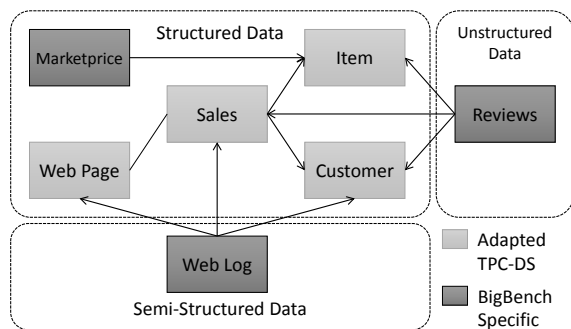 Structured Data
Unstructured
Data
Marketprice
Item
Sales
Reviews
Web Page
Customer
Web Log
Semi-Structured Data
Adapted
TPC-DS
BigBench
Specific